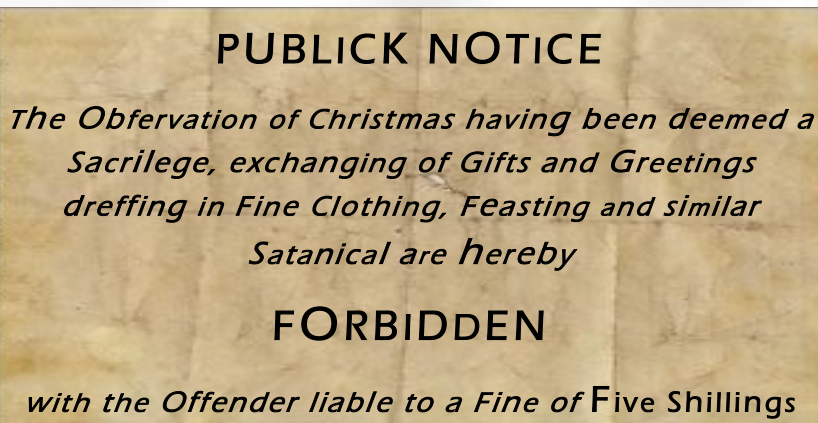 PUBLICK NOTICE
The Obfervation of Christmas having been deemed a
Sacrilege, exchanging of Gifts and Greetings
dreffing in Fine Clothing, Feasting and similar
Satanical are hereby
FORBIDDEN
with the Offender liable to a Fine of Five Shillings